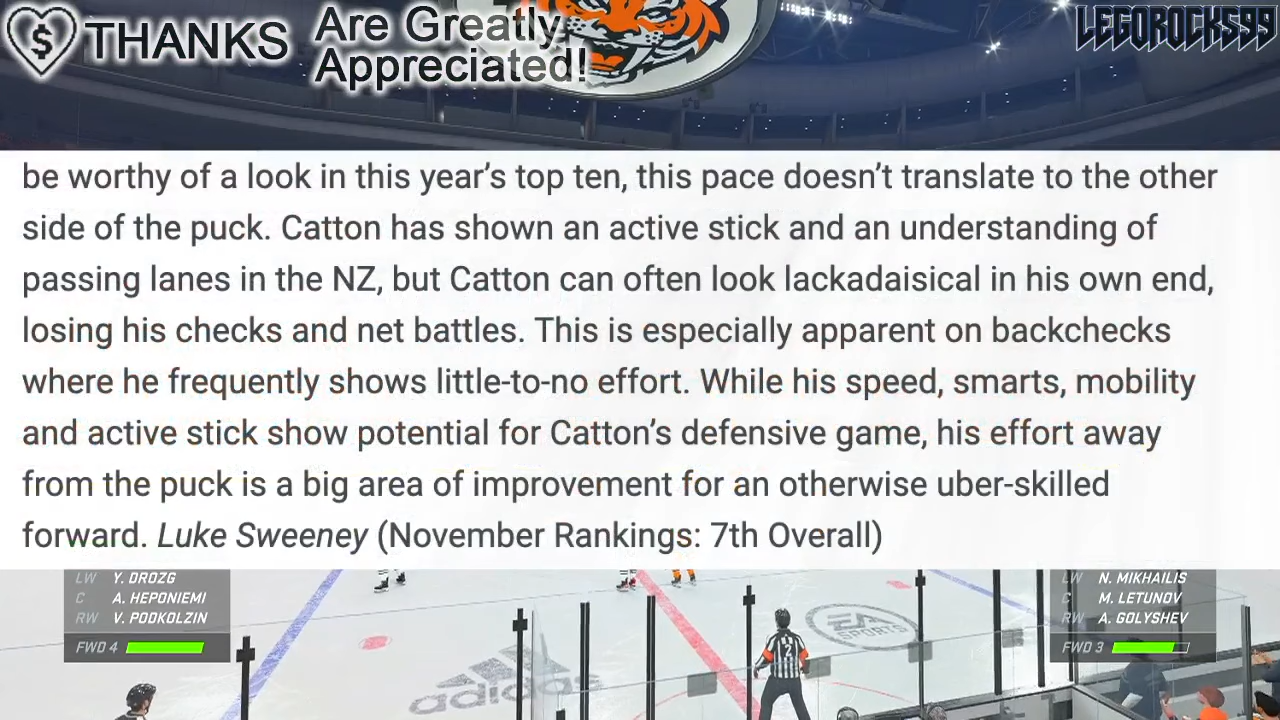 $ THANKS
Are Greatly
Appreciated!
LEGOROCKS99
be worthy of a look in this year's top ten, this pace doesn't translate to the other
side of the puck. Catton has shown an active stick and an understanding of
passing lanes in the NZ, but Catton can often look lackadaisical in his own end,
losing his checks and net battles. This is especially apparent on backchecks
where he frequently shows little-to-no effort. While his speed, smarts, mobility
and active stick show potential for Catton's defensive game, his effort away
from the puck is a big area of improvement for an otherwise uber-skilled
forward. Luke Sweeney (November Rankings: 7th Overall)
LW Y. DROZG
C A. HEPONIEMI
RW V. PODKOLZIN
FWD 4
LW N. MIKHAILIS
C M. LETUNOV
RW A. GOLYSHEV
FWD 3
EA
SPORTS
adidas
2